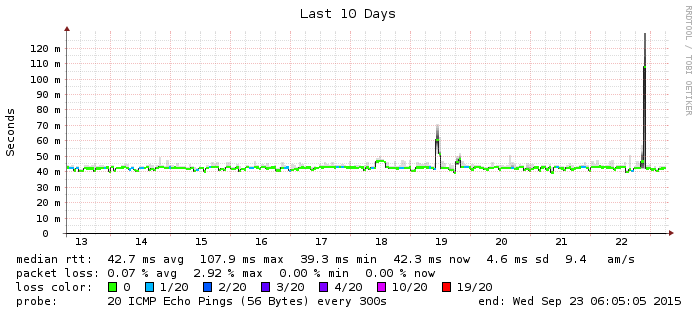 Last 10 Days
RRDTOOL / TOBI OETIKER
Seconds
120 m
110 m
100 m
90 m
80 m
70 m
60 m
50 m
40 m
30 m
20 m
10 m
0 m
13 14 15 16 17 18 19 20 21 22
median rtt: 42.7 ms avg 107.9 ms max 39.3 ms min 42.3 ms now 4.6 ms sd 9.4 am/s
packet loss: 0.07 % avg 2.92 % max 0.00 % min 0.00 % now
loss color: 0 1/20 2/20 3/20 4/20 10/20 19/20
probe: 20 ICMP Echo Pings (56 Bytes) every 300s end: Wed Sep 23 06:05:05 2015